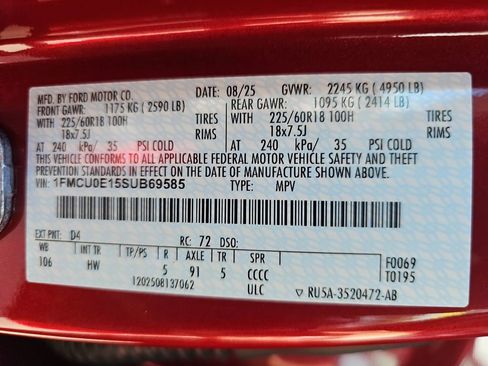 MFD. BY FORD MOTOR CO. DATE: 08/25 GVWR: 2245 KG ( 4950 LB)
FRONT GAWR: 1175 KG ( 2590 LB) REAR GAWR: 1095 KG ( 2414 LB)
WITH 225/60R18 100H TIRES WITH 225/60R18 100H TIRES
18x7.5J RIMS 18x7.5J RIMS
AT 240 kPa/ 35 PSI COLD AT 240 kPa/ 35 PSI COLD
THIS VEHICLE CONFORMS TO ALL APPLICABLE FEDERAL MOTOR VEHICLE SAFETY AND THEFT
PREVENTION STANDARDS IN EFFECT ON THE DATE OF MANUFACTURE SHOWN ABOVE.
VIN: 1FMCU0E15SUB69585 TYPE: MPV
EXT PNT: D4 RC: 72 DSO:
WB INT TR TP/PS R AXLE TR SPR F0069
106 HW 5 91 5 CCCC T0195
1202508137062 ULC ▽ RU5A-3520472-AB